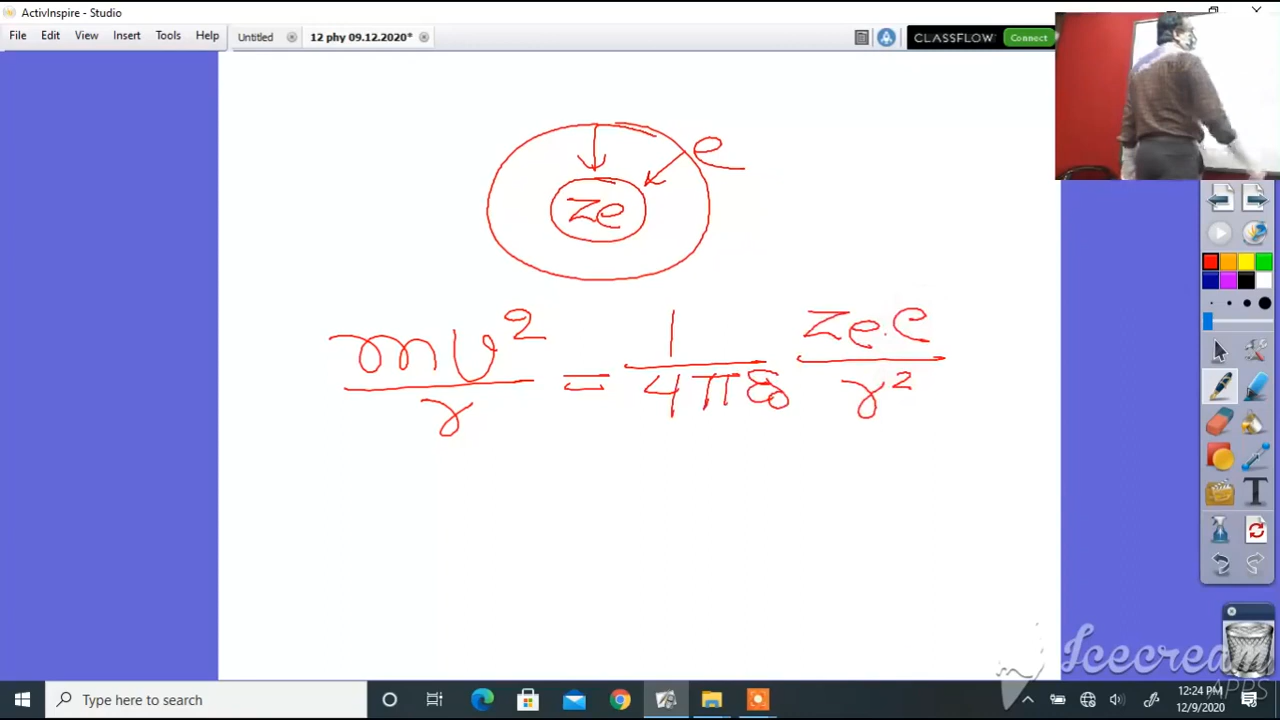 ActivInspire - Studio
File Edit View Insert Tools Help Untitled 12 phy 09.12.2020* CLASSFLOW Connect
e
ze
mv² / r = 1 / 4πε₀ ze.e / r²
Icecream
APPS
Type here to search
12:24 PM
12/9/2020